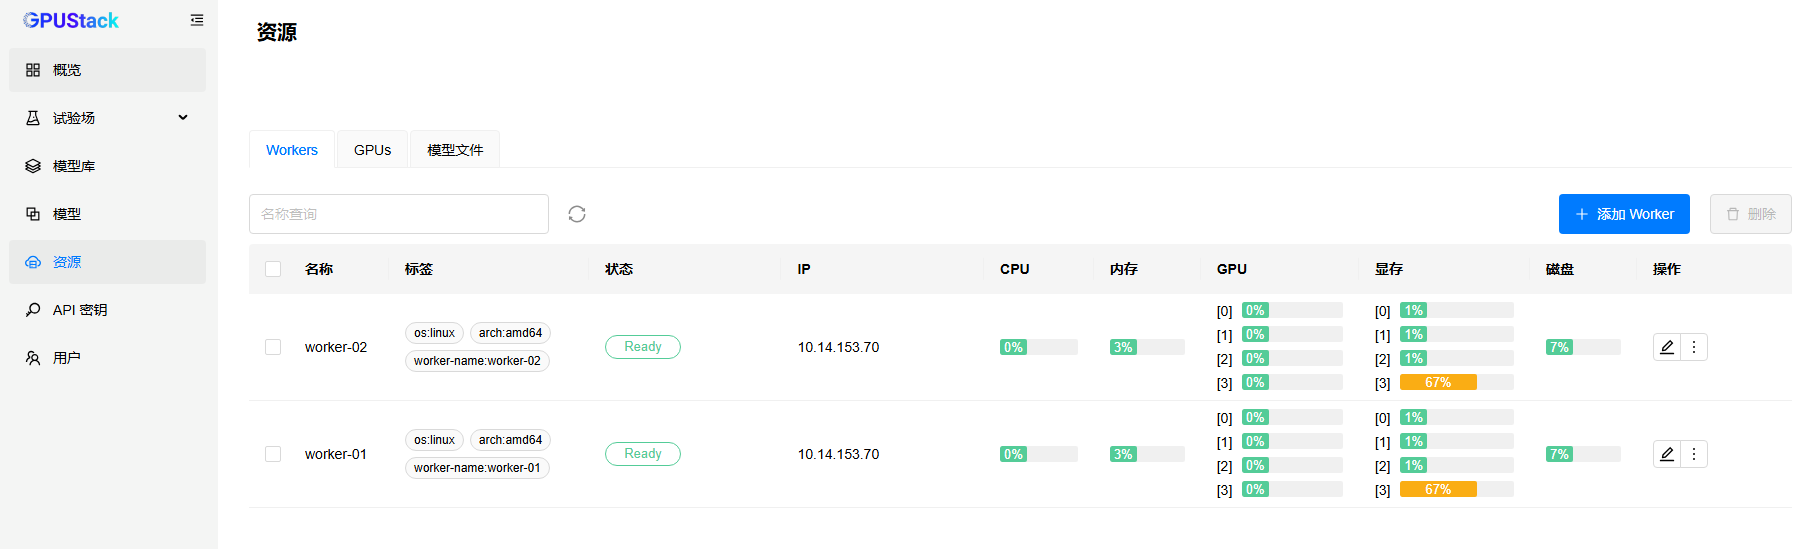 GPUStack
概览
试验场
模型库
模型
资源
API 密钥
用户
资源
Workers GPUs 模型文件
名称查询 添加 Worker 删除
名称 标签 状态 IP CPU 内存 GPU 显存 磁盘 操作
worker-02 os:linux arch:amd64 worker-name:worker-02 Ready 10.14.153.70 0% 3%
[0] 0% [0] 1%
[1] 0% [1] 1%
[2] 0% [2] 1%
[3] 0% [3] 67%
7%
worker-01 os:linux arch:amd64 worker-name:worker-01 Ready 10.14.153.70 0% 3%
[0] 0% [0] 1%
[1] 0% [1] 1%
[2] 0% [2] 1%
[3] 0% [3] 67%
7%